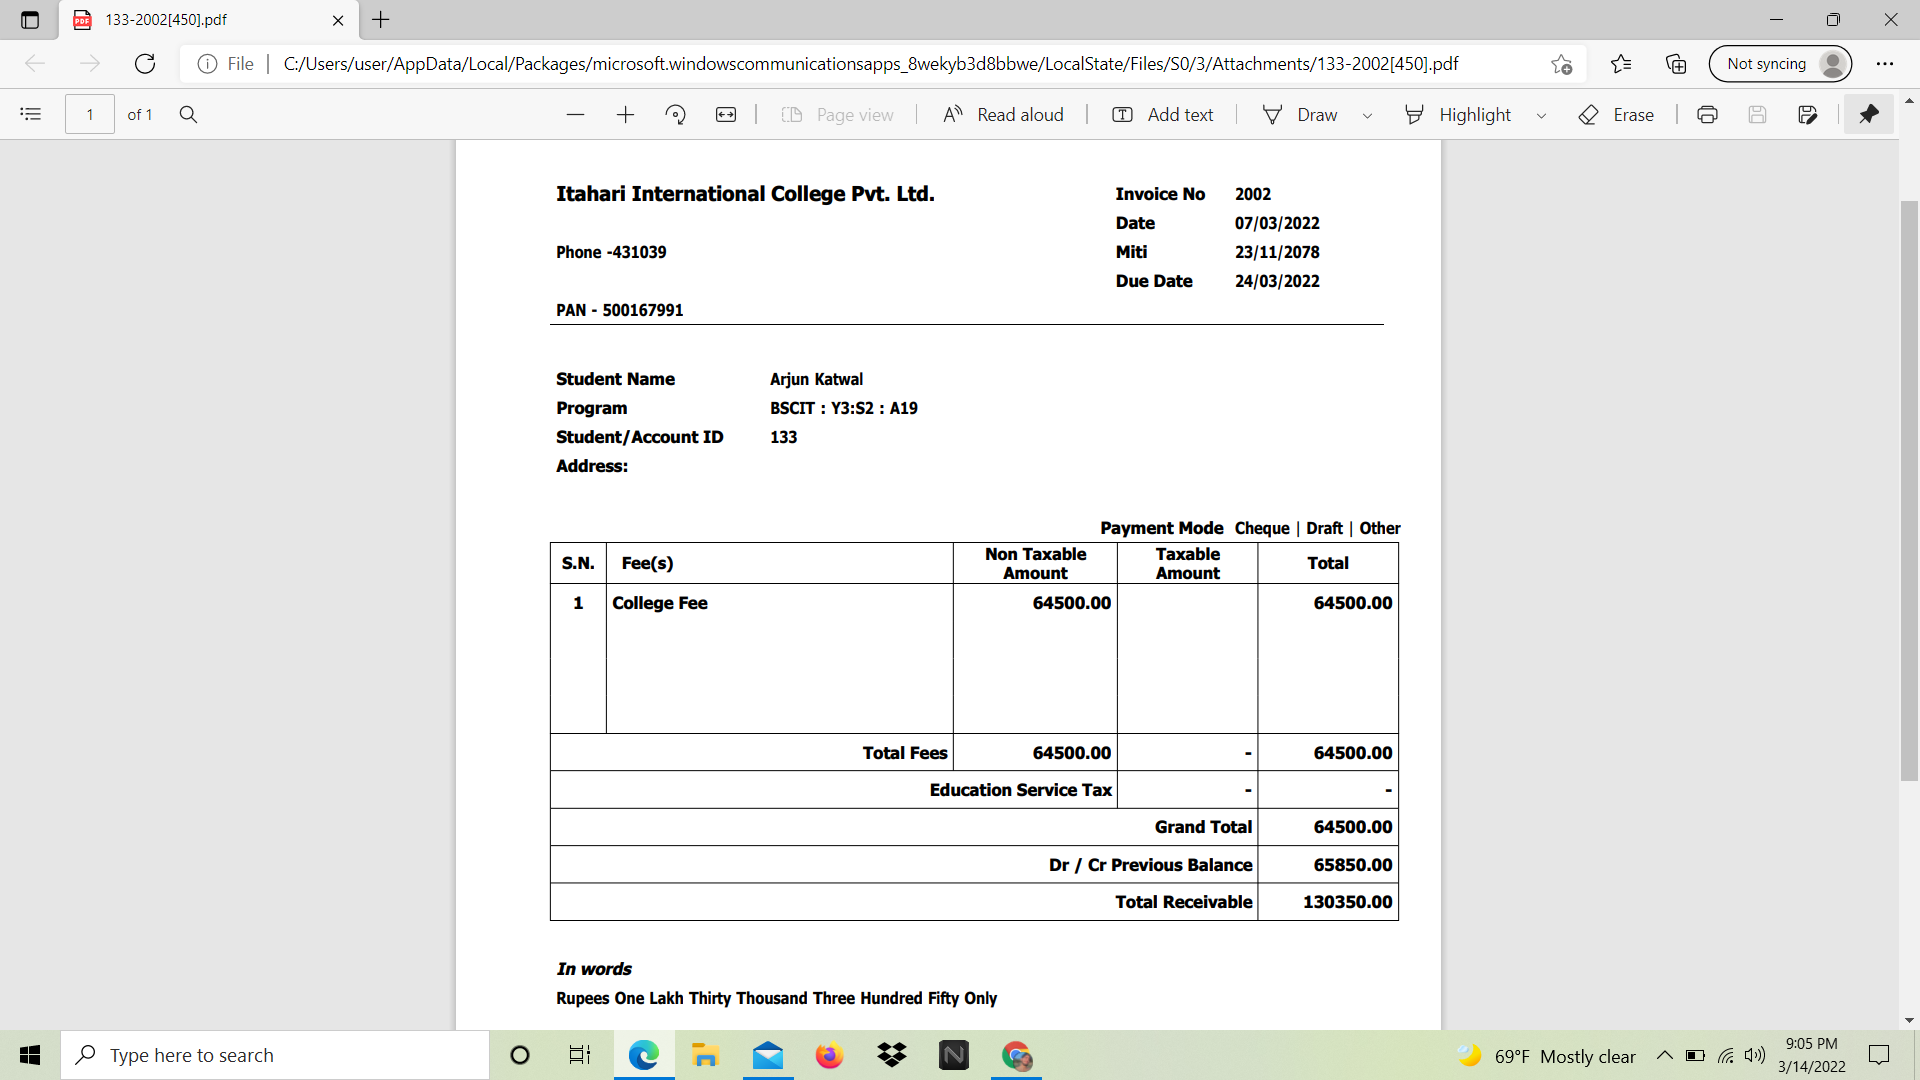 133-2002[450].pdf
File
C:/Users/user/AppData/Local/Packages/microsoft.windowscommunicationsapps_8wekyb3d8bbwe/LocalState/Files/S0/3/Attachments/133-2002[450].pdf
Not syncing
1 of 1
Page view
Read aloud
Add text
Draw
Highlight
Erase
Itahari International College Pvt. Ltd.
Invoice No 2002
Date 07/03/2022
Phone -431039
Miti 23/11/2078
Due Date 24/03/2022
PAN - 500167991
Student Name Arjun Katwal
Program BSCIT : Y3:S2 : A19
Student/Account ID 133
Address:
Payment Mode Cheque | Draft | Other
S.N. Fee(s) Non Taxable Amount Taxable Amount Total
1 College Fee 64500.00 64500.00
Total Fees 64500.00 - 64500.00
Education Service Tax - -
Grand Total 64500.00
Dr / Cr Previous Balance 65850.00
Total Receivable 130350.00
In words
Rupees One Lakh Thirty Thousand Three Hundred Fifty Only
Type here to search
69°F Mostly clear
9:05 PM
3/14/2022